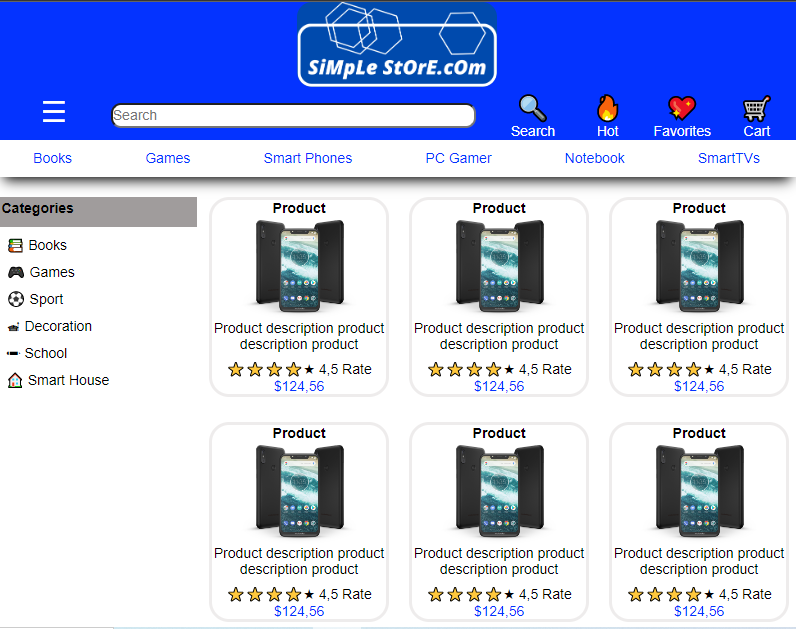 SiMpLe StOrE.cOm
Search
Search Hot Favorites Cart
Books Games Smart Phones PC Gamer Notebook SmartTVs
Categories
Books
Games
Sport
Decoration
School
Smart House
Product
Product description product
description product
4,5 Rate
$124,56
Product
Product description product
description product
4,5 Rate
$124,56
Product
Product description product
description product
4,5 Rate
$124,56
Product
Product description product
description product
4,5 Rate
$124,56
Product
Product description product
description product
4,5 Rate
$124,56
Product
Product description product
description product
4,5 Rate
$124,56